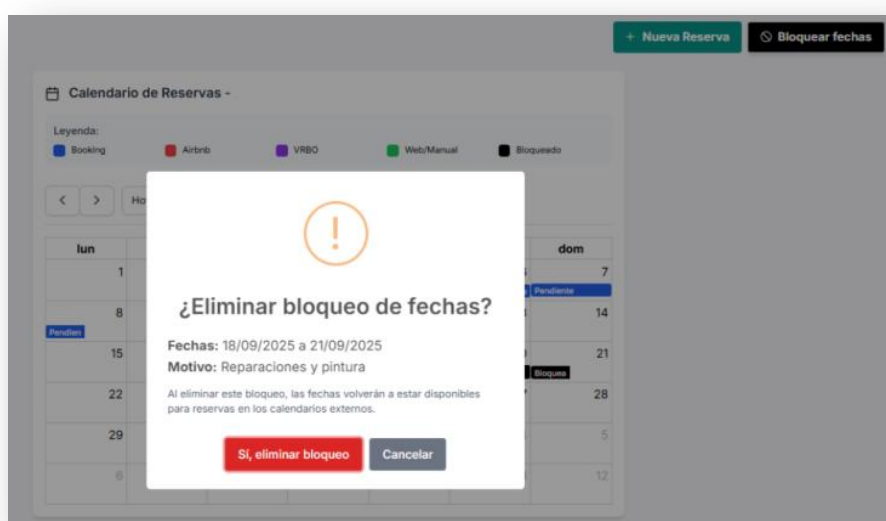 + Nueva Reserva
Bloquear fechas
Calendario de Reservas -
Leyenda:
Booking
Airbnb
VRBO
Web/Manual
Bloqueado
lun
dom
1
7
Pendiente
8
14
Pendien
15
21
Bloquea
22
28
29
5
6
12
¿Eliminar bloqueo de fechas?
Fechas: 18/09/2025 a 21/09/2025
Motivo: Reparaciones y pintura
Al eliminar este bloqueo, las fechas volverán a estar disponibles
para reservas en los calendarios externos.
Sí, eliminar bloqueo
Cancelar